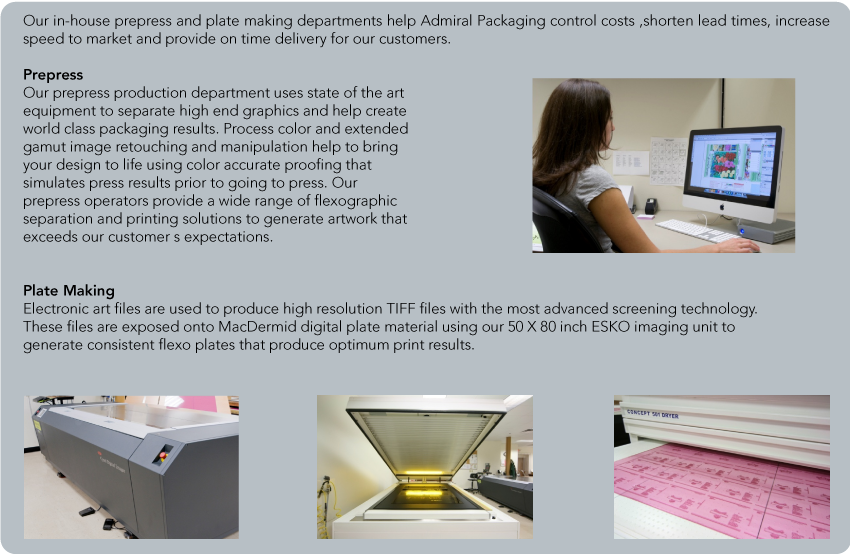 Our in-house prepress and plate making departments help Admiral Packaging control costs ,shorten lead times, increase
speed to market and provide on time delivery for our customers.
Prepress
Our prepress production department uses state of the art
equipment to separate high end graphics and help create
world class packaging results. Process color and extended
gamut image retouching and manipulation help to bring
your design to life using color accurate proofing that
simulates press results prior to going to press. Our
prepress operators provide a wide range of flexographic
separation and printing solutions to generate artwork that
exceeds our customer s expectations.
Plate Making
Electronic art files are used to produce high resolution TIFF files with the most advanced screening technology.
These files are exposed onto MacDermid digital plate material using our 50 X 80 inch ESKO imaging unit to
generate consistent flexo plates that produce optimum print results.
CONCEPT 501 DRYER